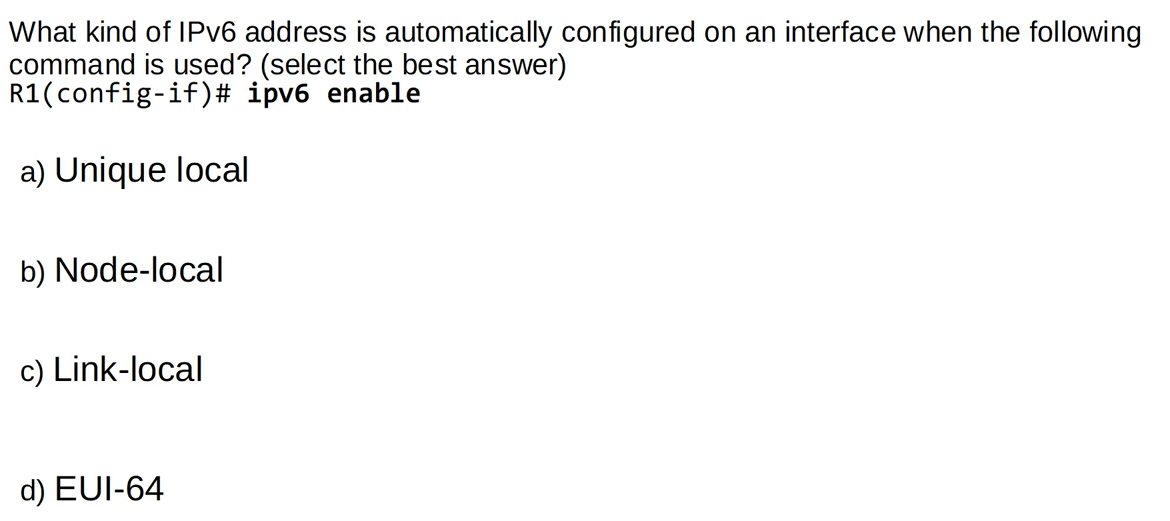 What kind of IPv6 address is automatically configured on an interface when the following
command is used? (select the best answer)
R1(config-if)# ipv6 enable
a) Unique local
b) Node-local
c) Link-local
d) EUI-64